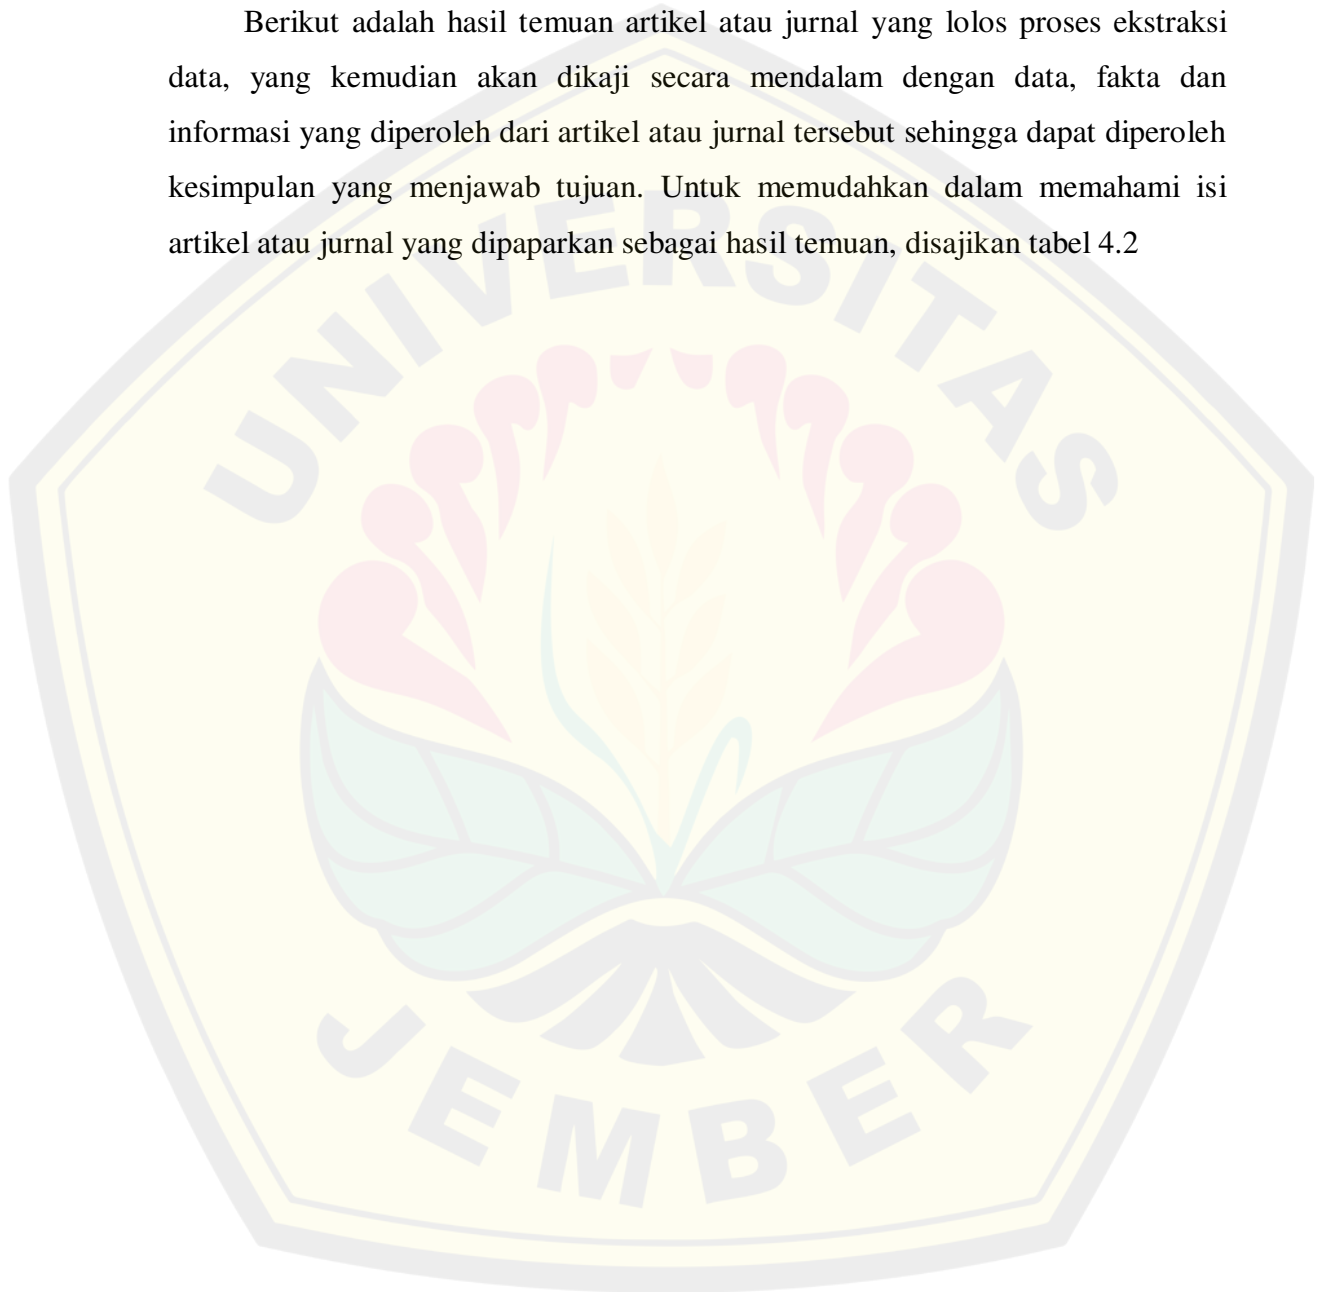 Berikut adalah hasil temuan artikel atau jurnal yang lolos proses ekstraksi
data, yang kemudian akan dikaji secara mendalam dengan data, fakta dan
informasi yang diperoleh dari artikel atau jurnal tersebut sehingga dapat diperoleh
kesimpulan yang menjawab tujuan. Untuk memudahkan dalam memahami isi
artikel atau jurnal yang dipaparkan sebagai hasil temuan, disajikan tabel 4.2
UNIVERSITAS
JEMBER